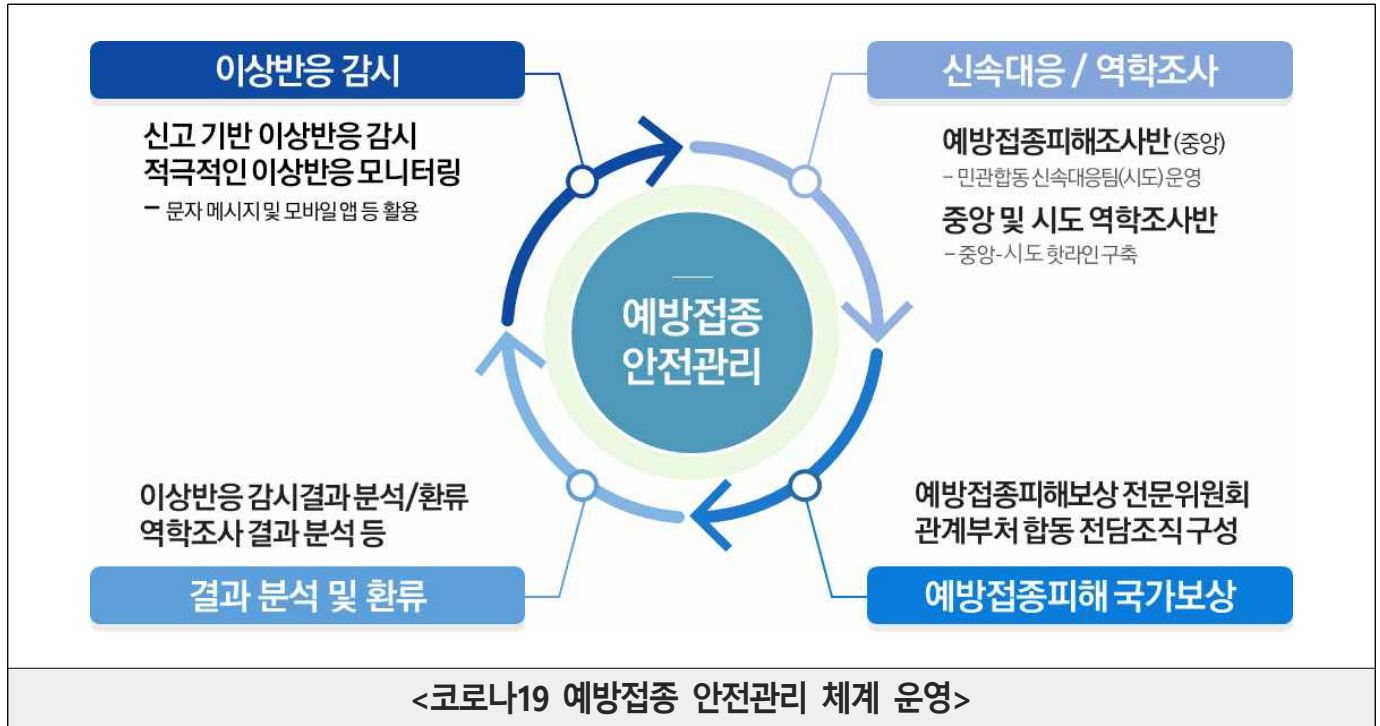 이상반응 감시
신고 기반 이상반응 감시
적극적인 이상반응 모니터링
– 문자 메시지 및 모바일 앱 등 활용
신속대응 / 역학조사
예방접종피해조사반 (중앙)
– 민관합동 신속대응팀(시도) 운영
중앙 및 시도 역학조사반
– 중앙-시도 핫라인 구축
예방접종
안전관리
이상반응 감시결과 분석/환류
역학조사 결과 분석 등
결과 분석 및 환류
예방접종피해보상 전문위원회
관계부처 합동 전담조직 구성
예방접종피해 국가보상
<코로나19 예방접종 안전관리 체계 운영>